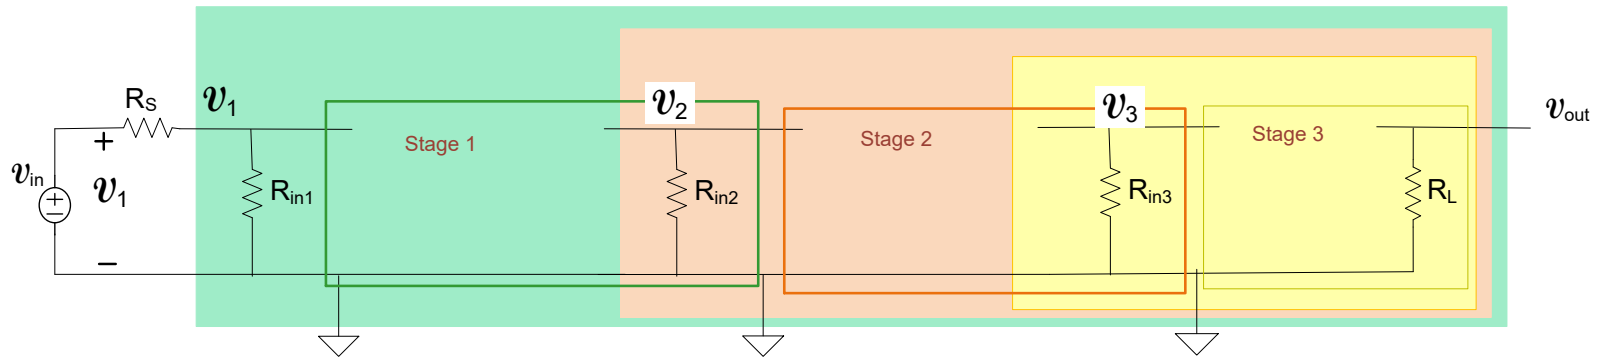 R_S
v_1
v_2
v_3
v_out
Stage 1
Stage 2
Stage 3
+
v_in
v_1
R_in1
R_in2
R_in3
R_L
+
−
−